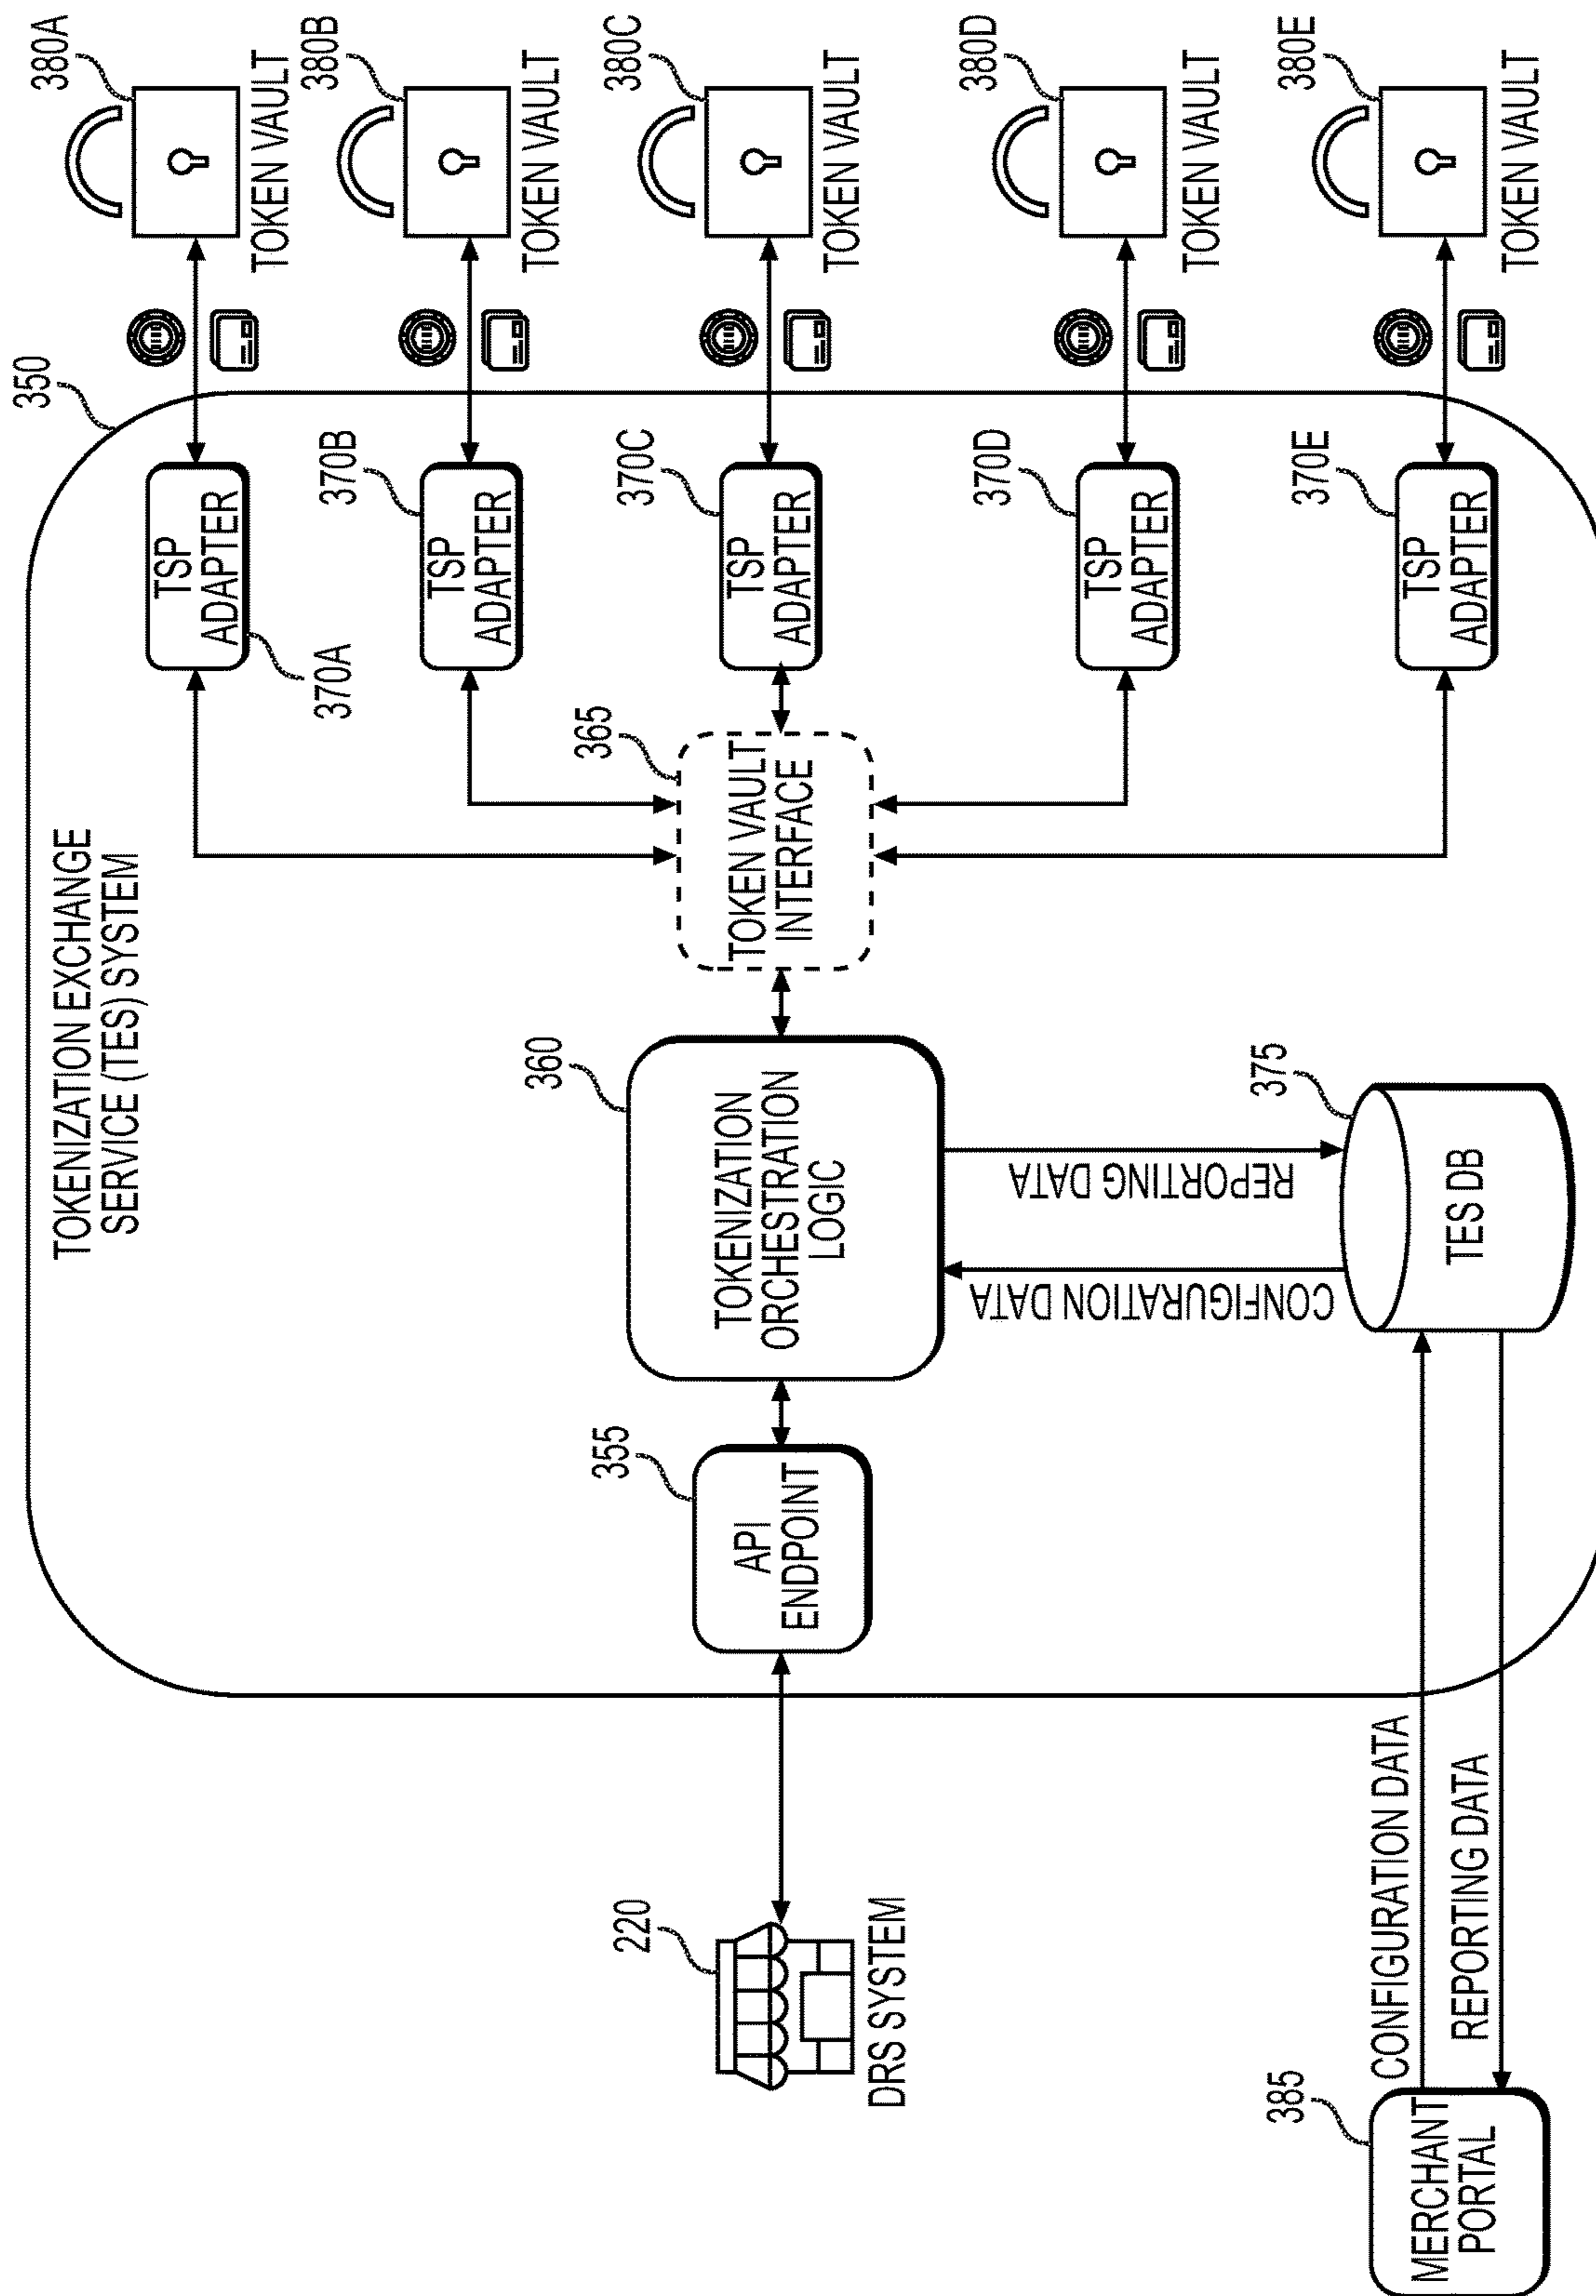 TOKENIZATION EXCHANGE
SERVICE (TES) SYSTEM
350
220
DRS SYSTEM
355
API
ENDPOINT
360
TOKENIZATION
ORCHESTRATION
LOGIC
365
TOKEN VAULT
INTERFACE
TSP
ADAPTER
370A
380A
TOKEN VAULT
370B
TSP
ADAPTER
380B
TOKEN VAULT
370C
TSP
ADAPTER
380C
TOKEN VAULT
370D
TSP
ADAPTER
380D
TOKEN VAULT
370E
TSP
ADAPTER
380E
TOKEN VAULT
CONFIGURATION DATA
REPORTING DATA
375
TES DB
385
MERCHANT
PORTAL
CONFIGURATION DATA
REPORTING DATA